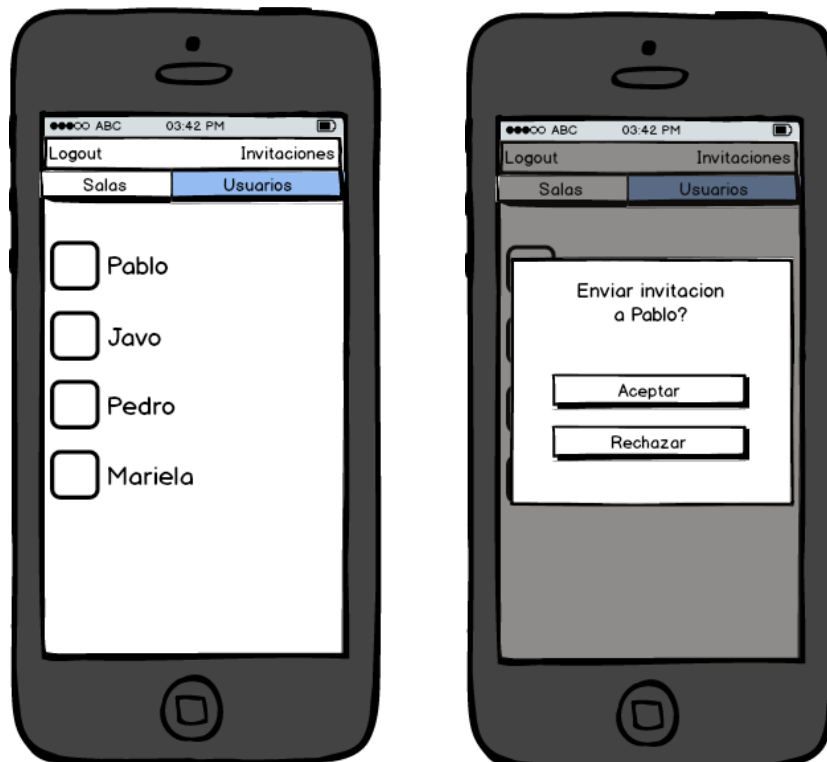 ABC 03:42 PM
Logout Invitaciones
Salas Usuarios
Pablo
Javo
Pedro
Mariela
ABC 03:42 PM
Logout Invitaciones
Salas Usuarios
Enviar invitacion
a Pablo?
Aceptar
Rechazar